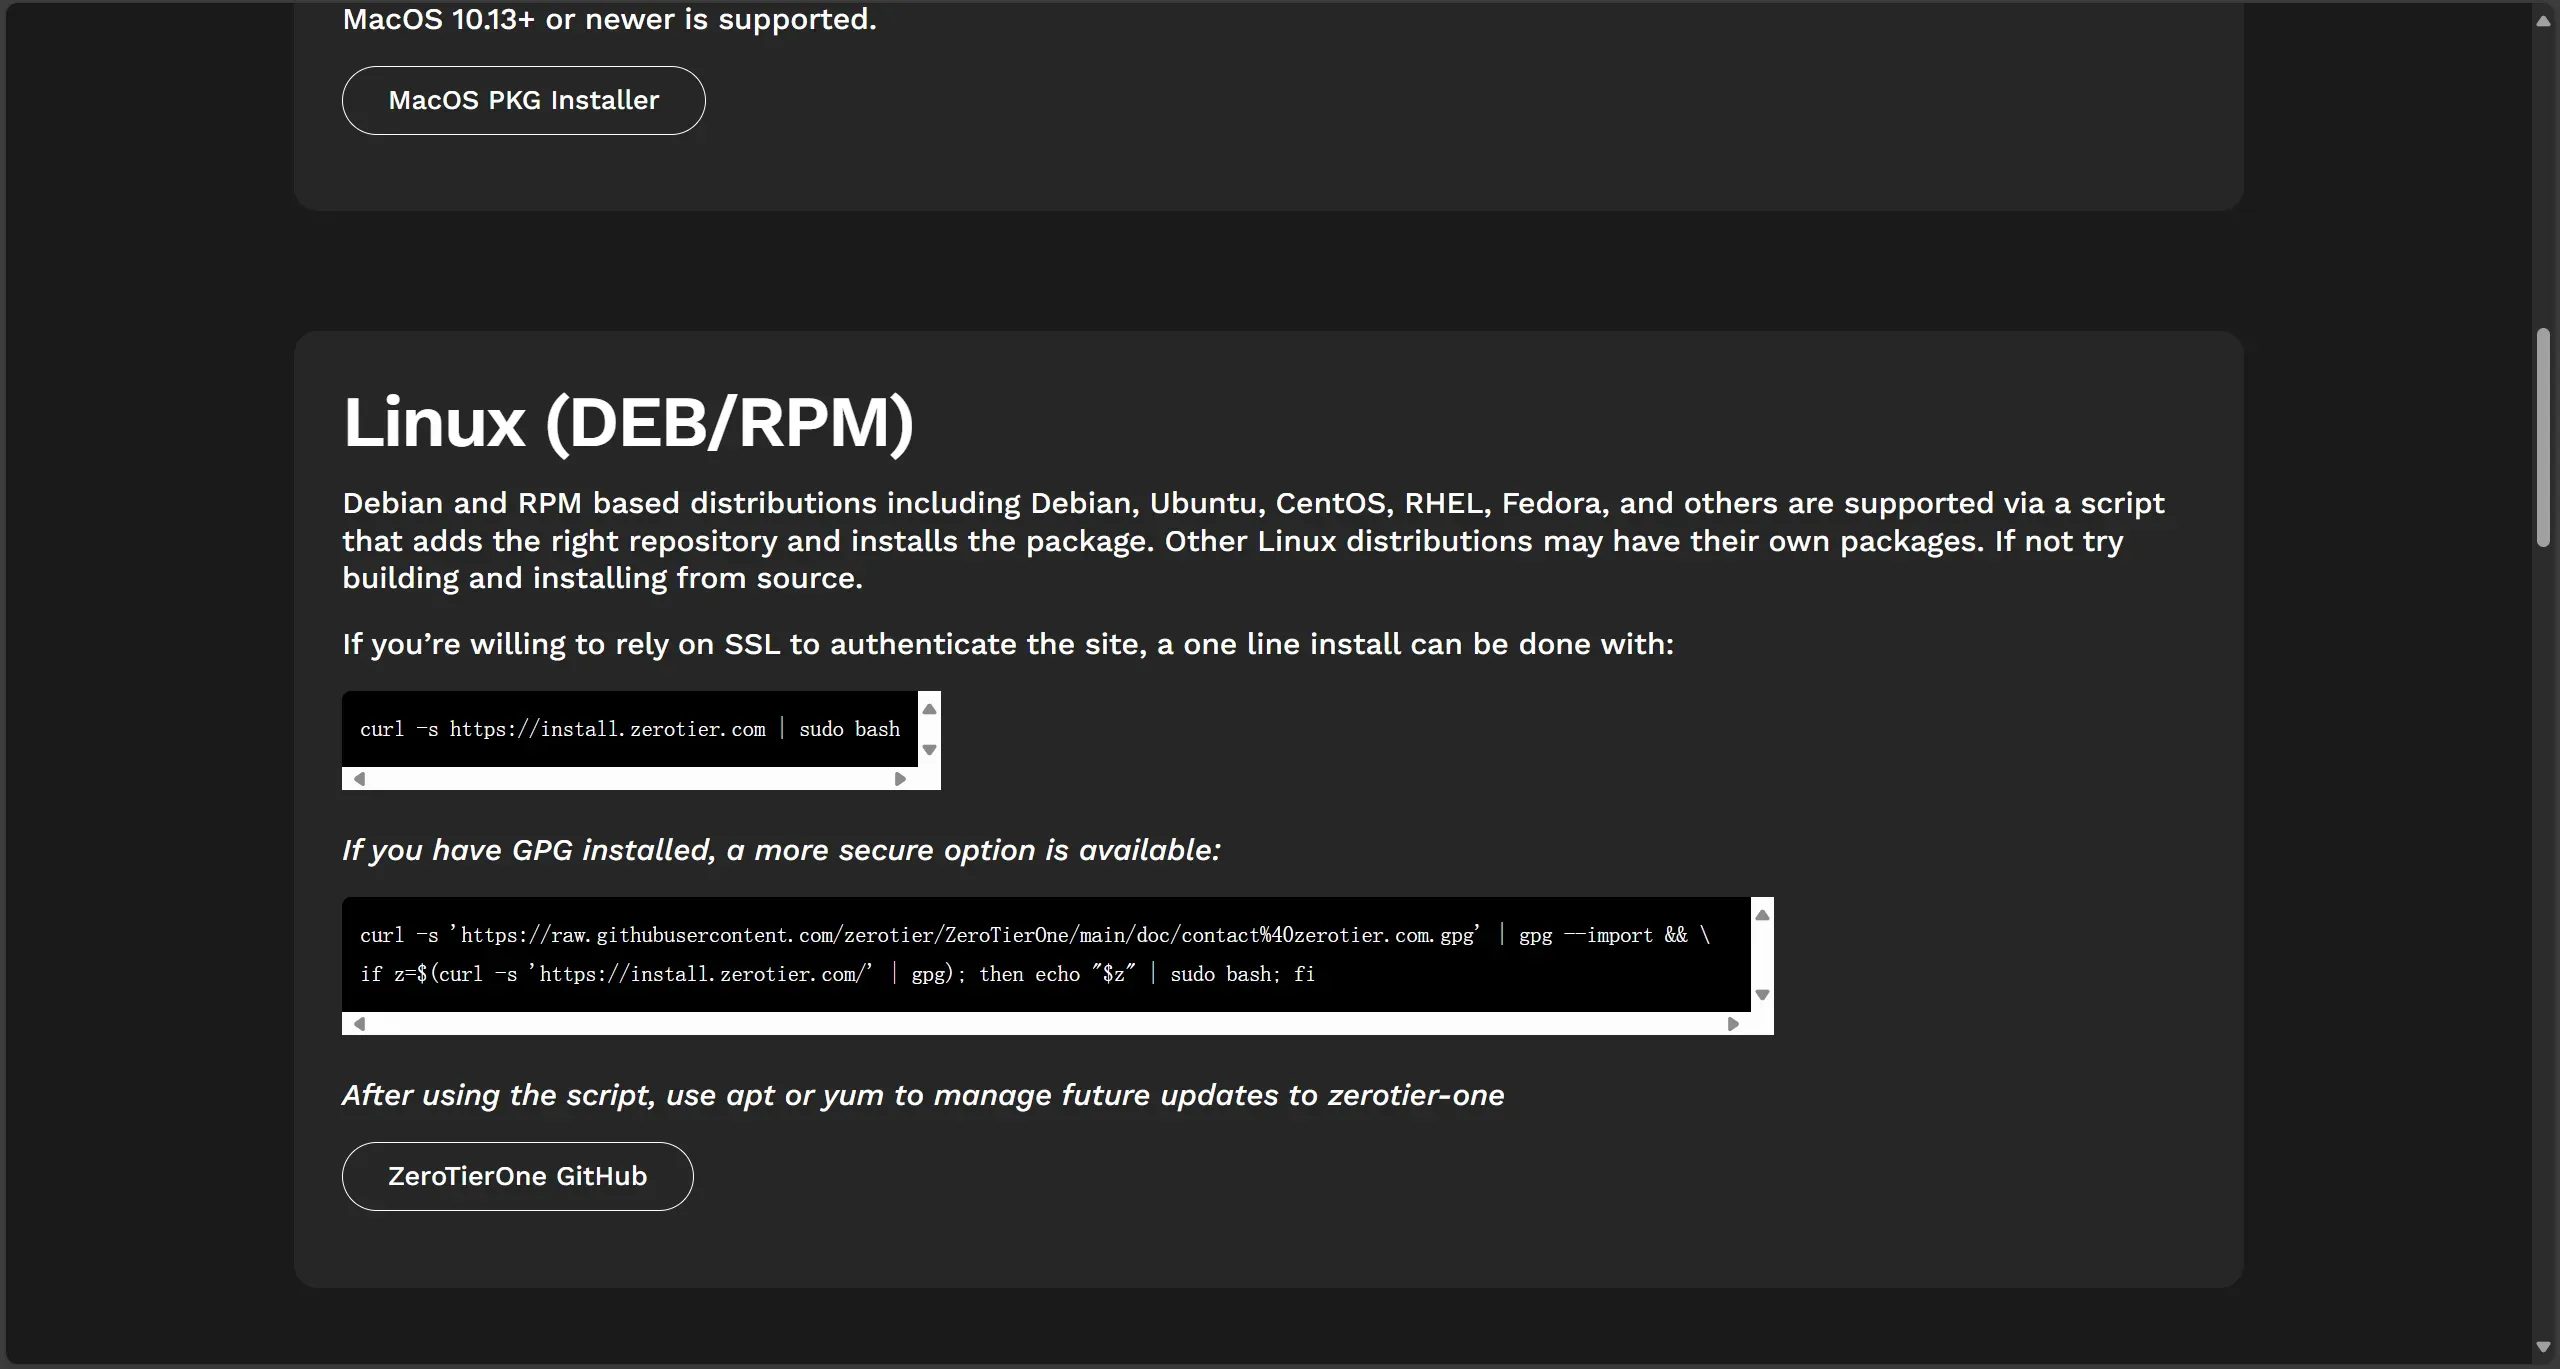 MacOS 10.13+ or newer is supported.
MacOS PKG Installer
Linux (DEB/RPM)
Debian and RPM based distributions including Debian, Ubuntu, CentOS, RHEL, Fedora, and others are supported via a script
that adds the right repository and installs the package. Other Linux distributions may have their own packages. If not try
building and installing from source.
If you’re willing to rely on SSL to authenticate the site, a one line install can be done with:
curl -s https://install.zerotier.com | sudo bash
If you have GPG installed, a more secure option is available:
curl -s 'https://raw.githubusercontent.com/zerotier/ZeroTierOne/main/doc/contact%40zerotier.com.gpg' | gpg --import && \
if z=$(curl -s 'https://install.zerotier.com/' | gpg); then echo "$z" | sudo bash; fi
After using the script, use apt or yum to manage future updates to zerotier-one
ZeroTierOne GitHub